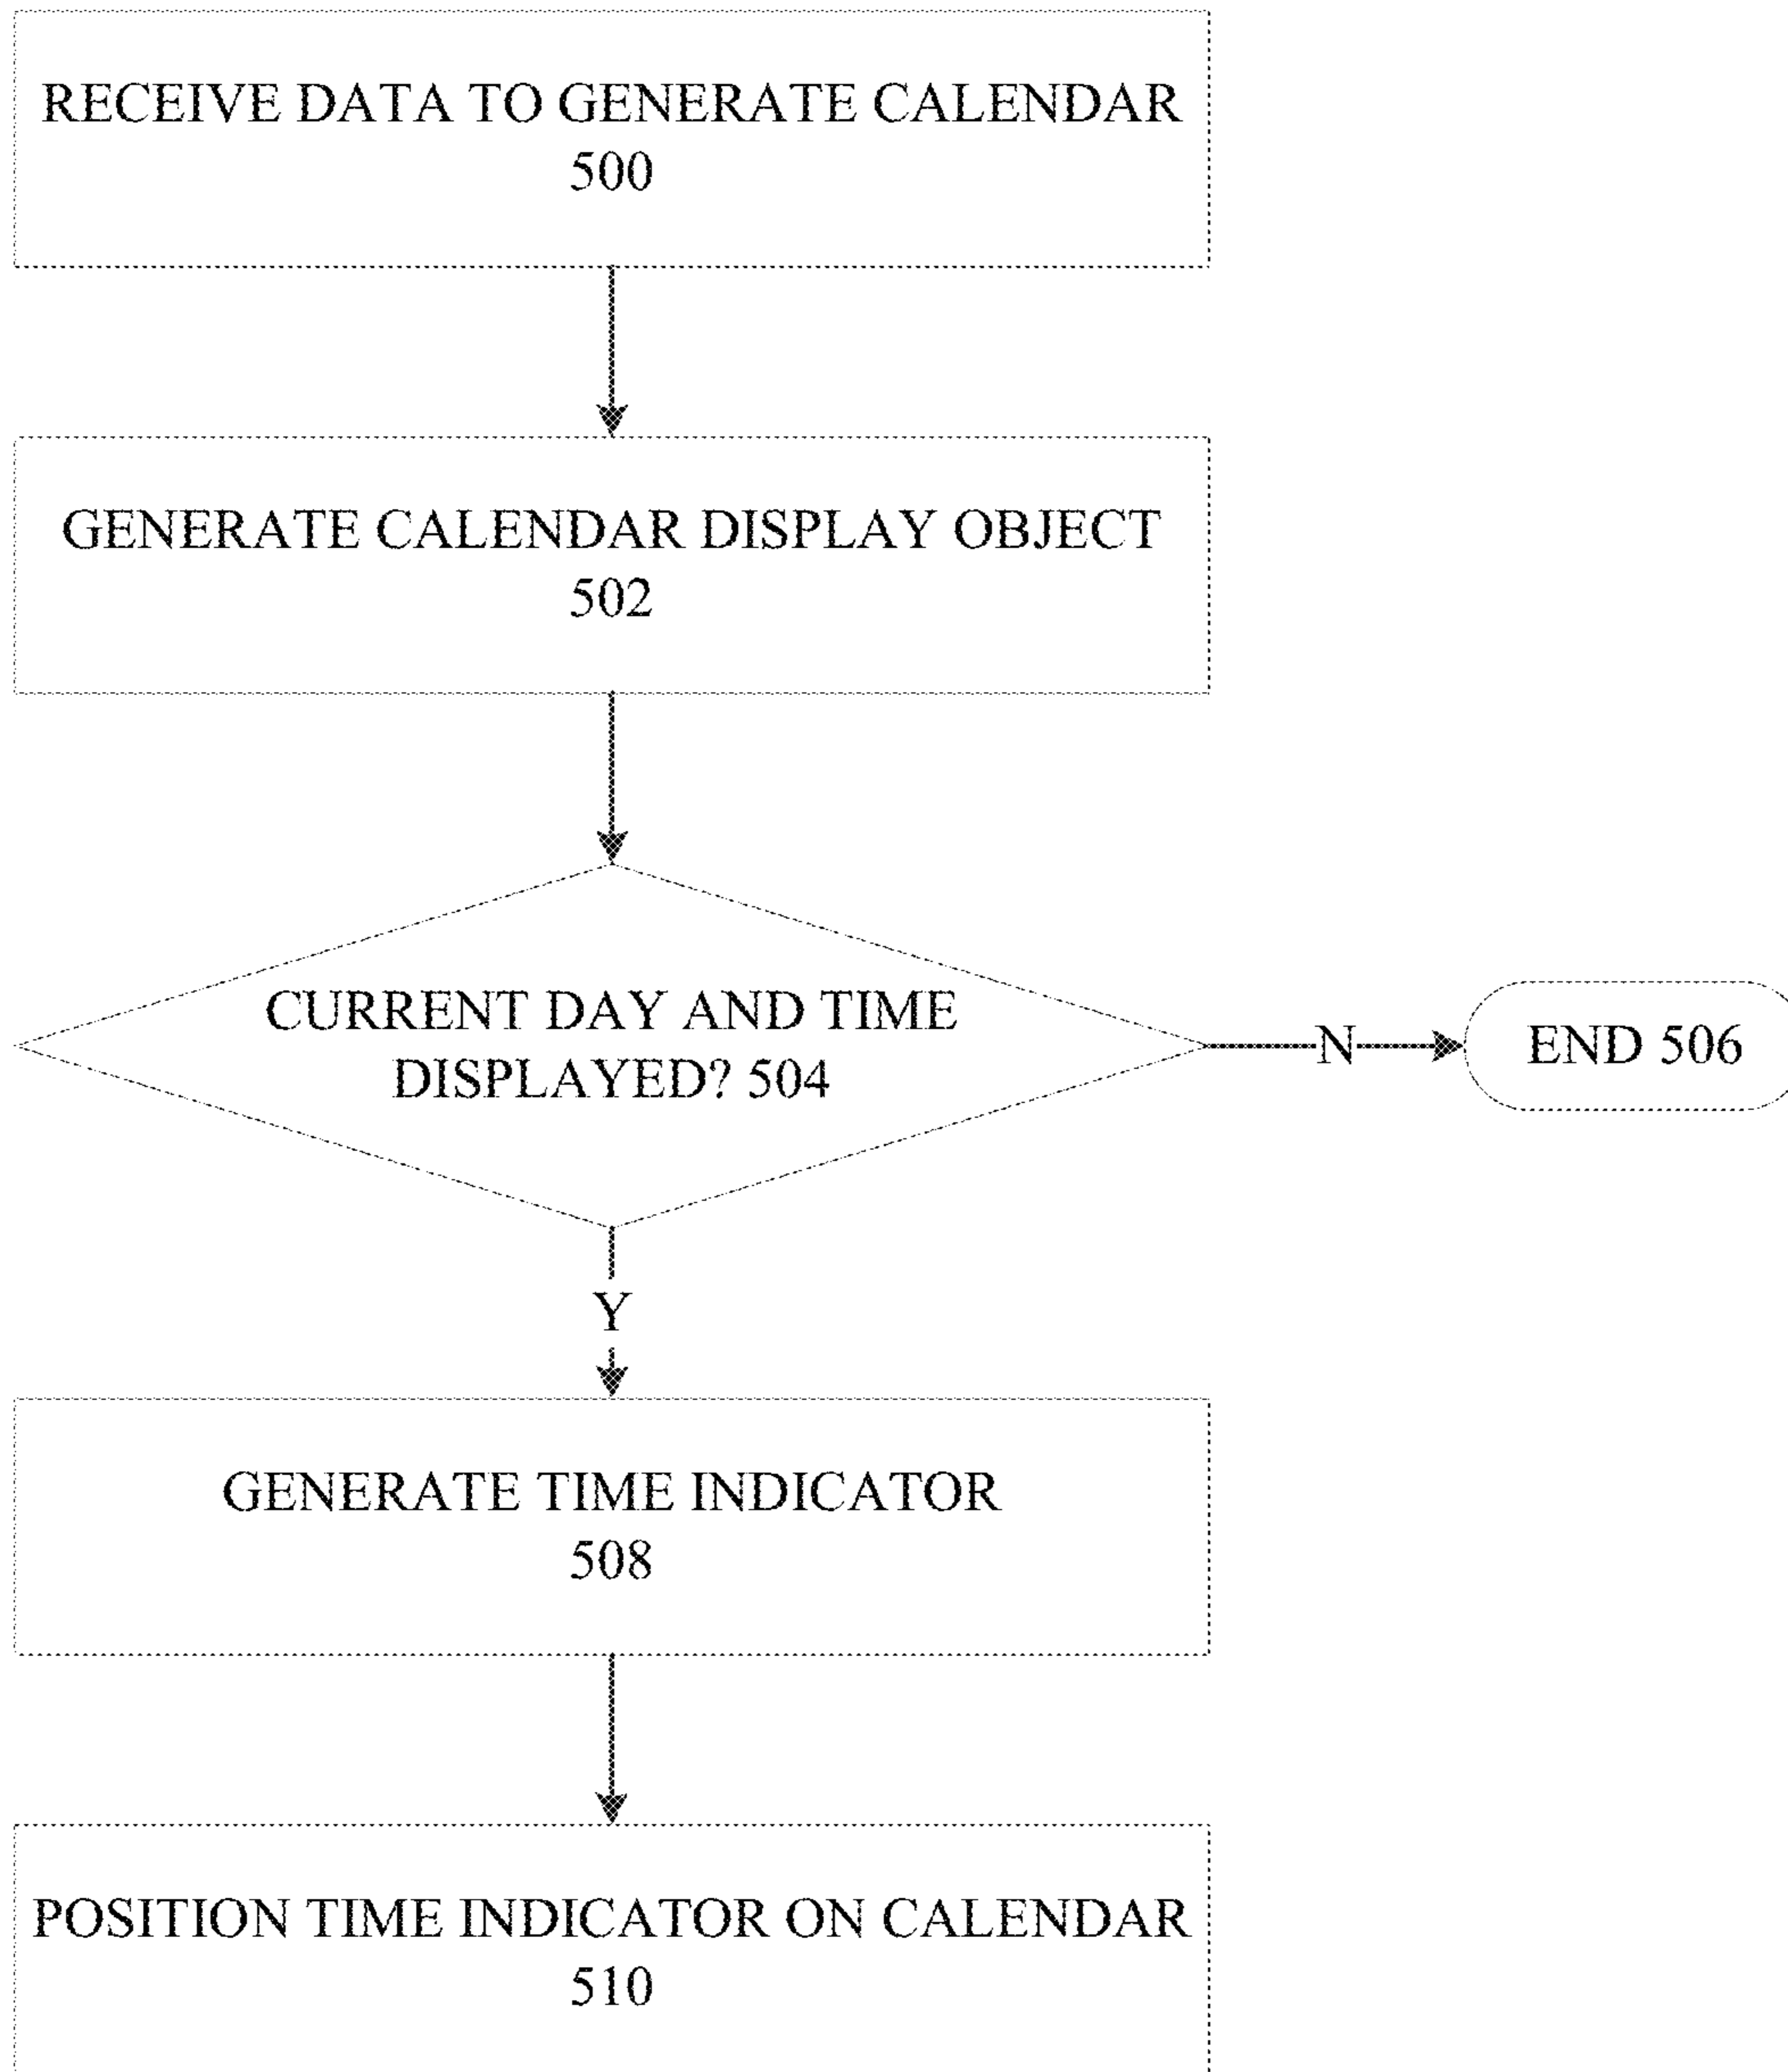 RECEIVE DATA TO GENERATE CALENDAR
500
GENERATE CALENDAR DISPLAY OBJECT
502
CURRENT DAY AND TIME
DISPLAYED? 504
N
END 506
Y
GENERATE TIME INDICATOR
508
POSITION TIME INDICATOR ON CALENDAR
510